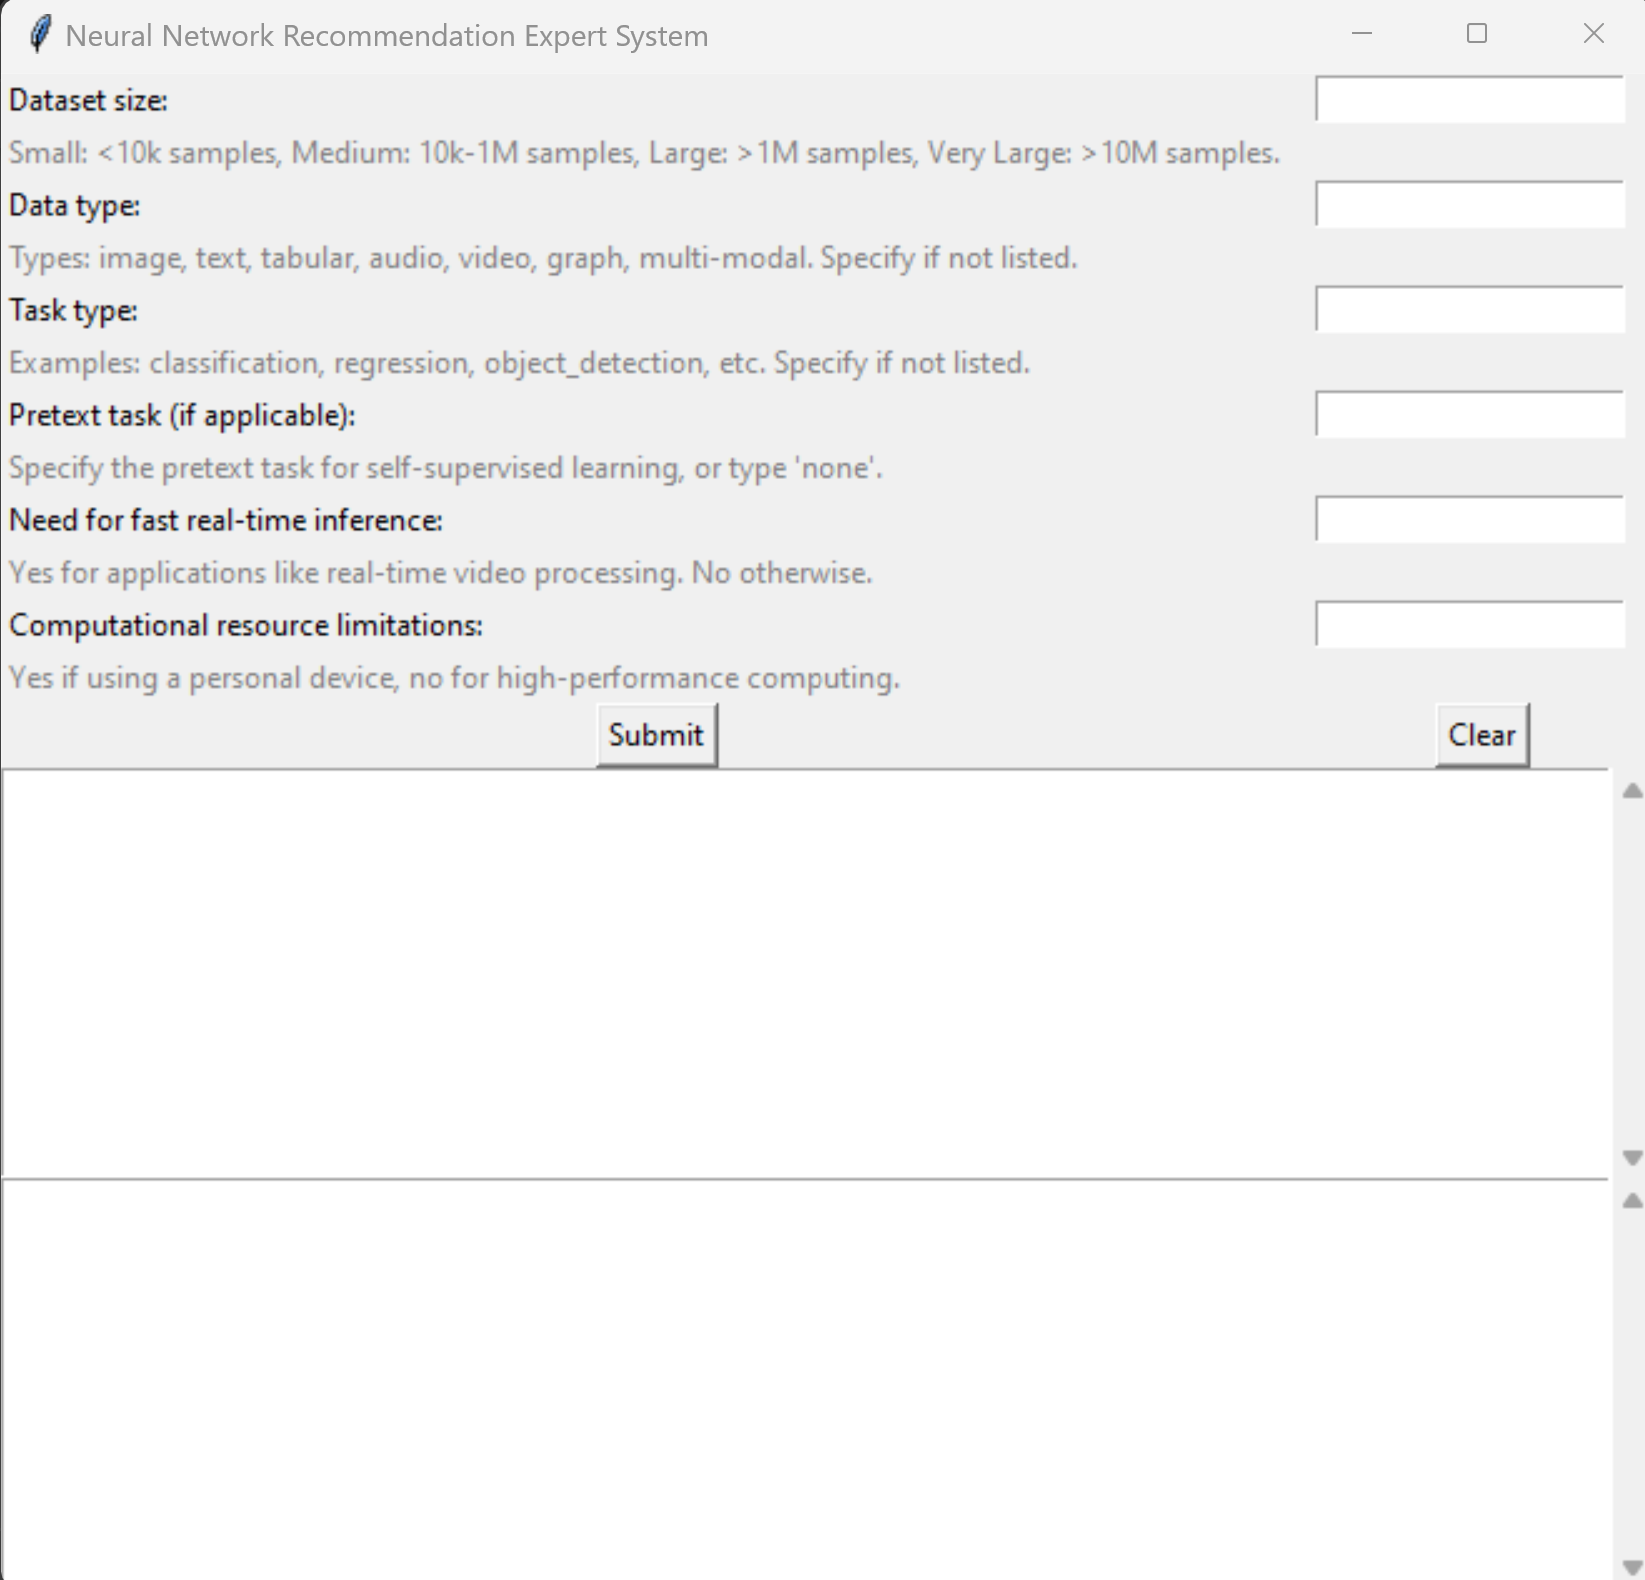 Neural Network Recommendation Expert System
Dataset size:
Small: <10k samples, Medium: 10k-1M samples, Large: >1M samples, Very Large: >10M samples.
Data type:
Types: image, text, tabular, audio, video, graph, multi-modal. Specify if not listed.
Task type:
Examples: classification, regression, object_detection, etc. Specify if not listed.
Pretext task (if applicable):
Specify the pretext task for self-supervised learning, or type 'none'.
Need for fast real-time inference:
Yes for applications like real-time video processing. No otherwise.
Computational resource limitations:
Yes if using a personal device, no for high-performance computing.
Submit
Clear